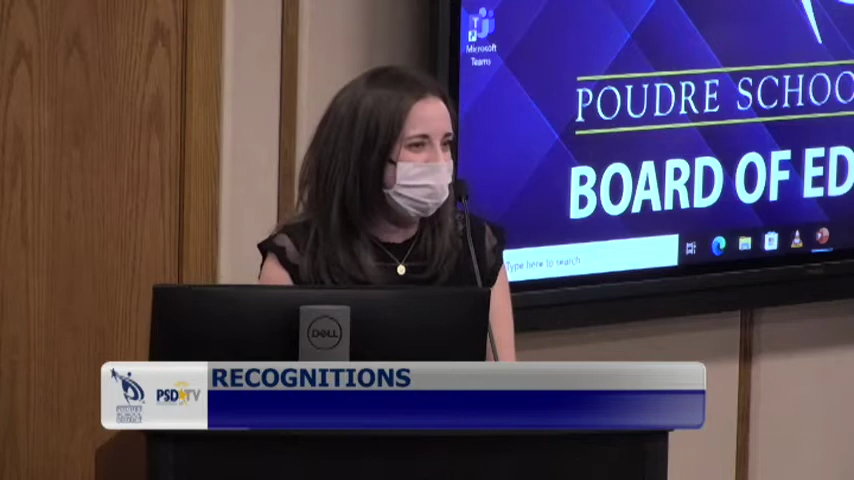 Microsoft
Teams
POUDRE SCHOO
BOARD OF ED
Type here to search
DELL
RECOGNITIONS
PSD TV